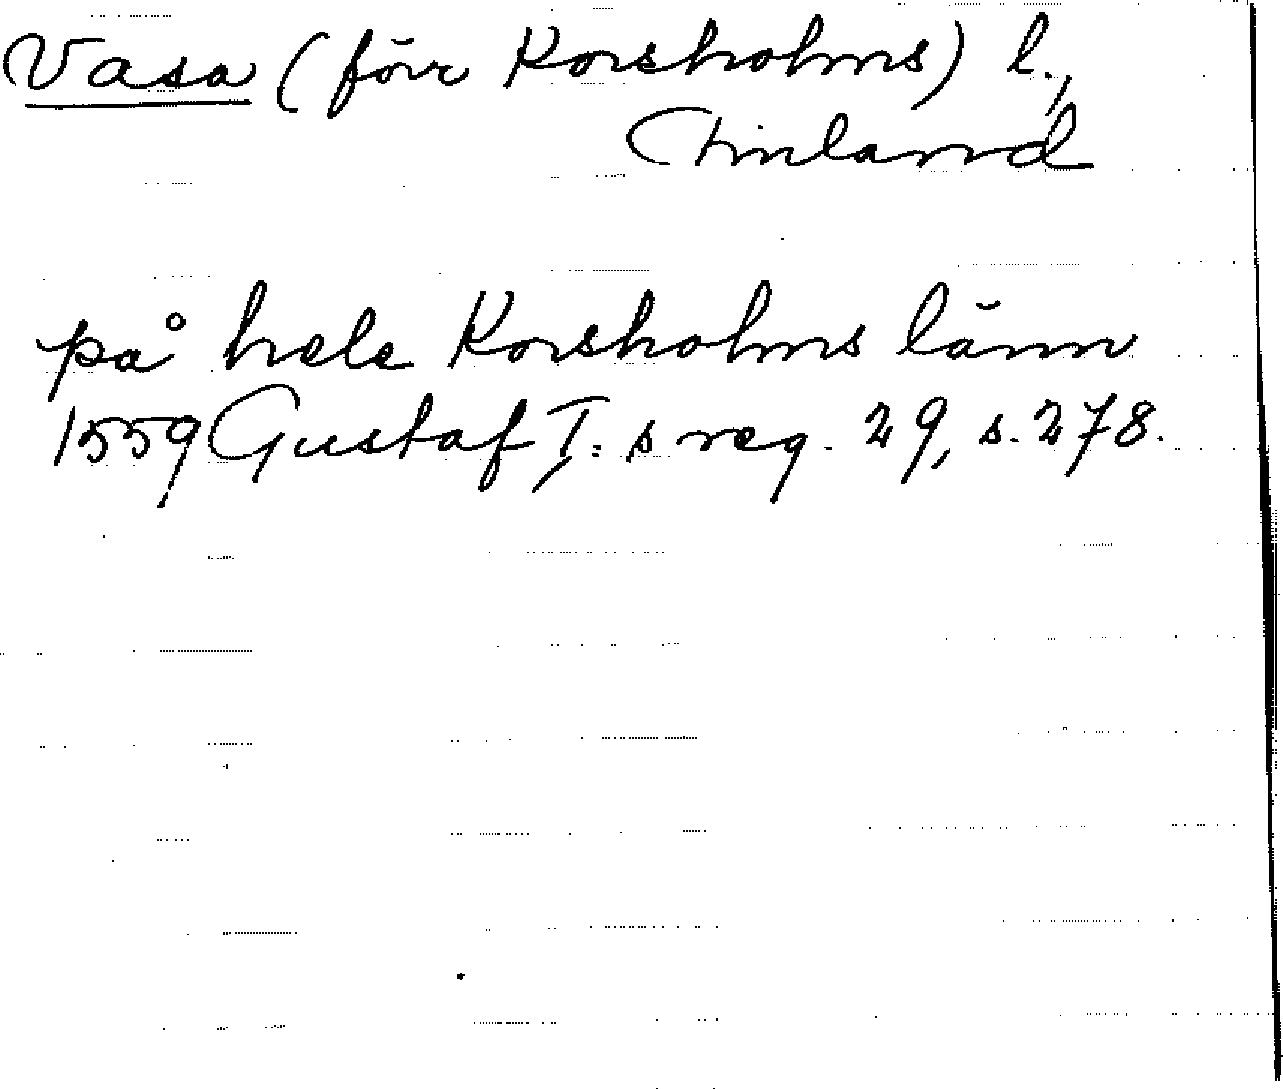 Vasa (förr Korsholms) l.,
Finland
på hele Korsholms länn
1559 Gustaf I:s reg. 29, s. 278.